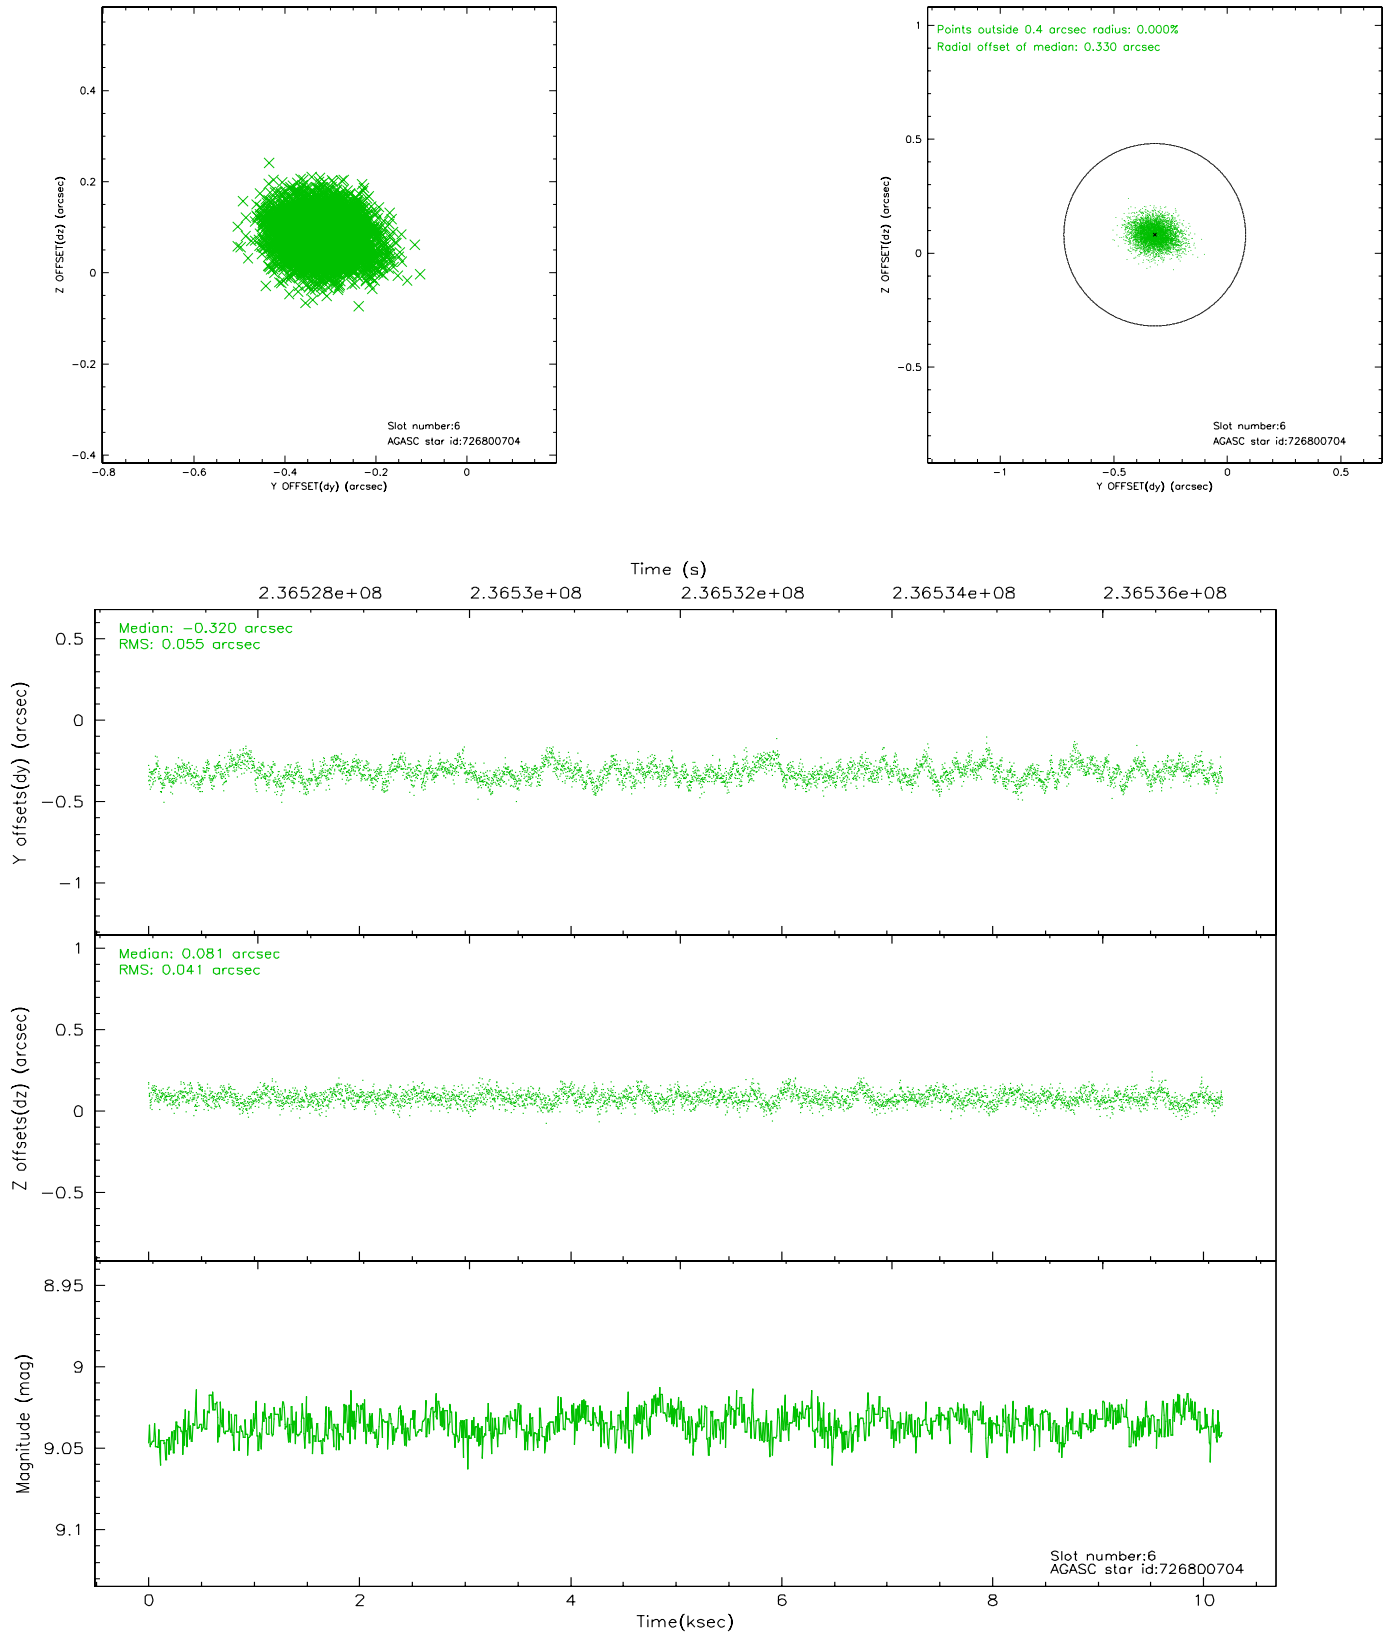 0.4
0.2
0
−0.2
−0.4
−0.8
−0.6
−0.4
−0.2
0
Z OFFSET(dz) (arcsec)
Y OFFSET(dy) (arcsec)
Slot number:6
AGASC star id:726800704
Points outside 0.4 arcsec radius: 0.000%
Radial offset of median: 0.330 arcsec
1
0.5
0
−0.5
−1
−0.5
0
0.5
Z OFFSET(dz) (arcsec)
Y OFFSET(dy) (arcsec)
Slot number:6
AGASC star id:726800704
Time (s)
2.36528e+08
2.3653e+08
2.36532e+08
2.36534e+08
2.36536e+08
Median: −0.320 arcsec
RMS: 0.055 arcsec
0.5
0
−0.5
−1
Y offsets(dy) (arcsec)
Median: 0.081 arcsec
RMS: 0.041 arcsec
1
0.5
0
−0.5
Z offsets(dz) (arcsec)
8.95
9
9.05
9.1
Magnitude (mag)
Slot number:6
AGASC star id:726800704
0
2
4
6
8
10
Time(ksec)